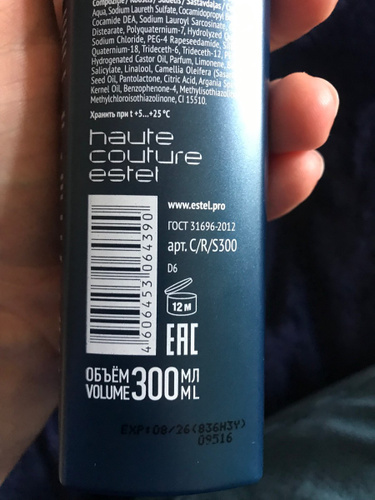 Aqua, Sodium Laureth Sulfate, Cocamidopropyl
Cocamide DEA, Sodium Lauroyl Sarcosinate,
Distearate, Polyquaternium-7, Hydrolyzed
Sodium Chloride, PEG-4 Rapeseedamide,
Quaternium-18, Trideceth-6, Trideceth-12,
Hydrogenated Castor Oil, Parfum, Limonene,
Salicylate, Linalool, Camellia Oleifera
Seed Oil, Pantolactone, Citric Acid, Argania
Kernel Oil, Benzophenone-4,
Methylchloroisothiazolinone, CI 15510.
Хранить при t +5...+25 °С
haute
couture
estel
www.estel.pro
ГОСТ 31696-2012
арт. C/R/S300
D6
12 M
EAC
4 606453 064390
ОБЪЁМ 300 МЛ
VOLUME ML
EXP:08/26(836H3Y)
09516